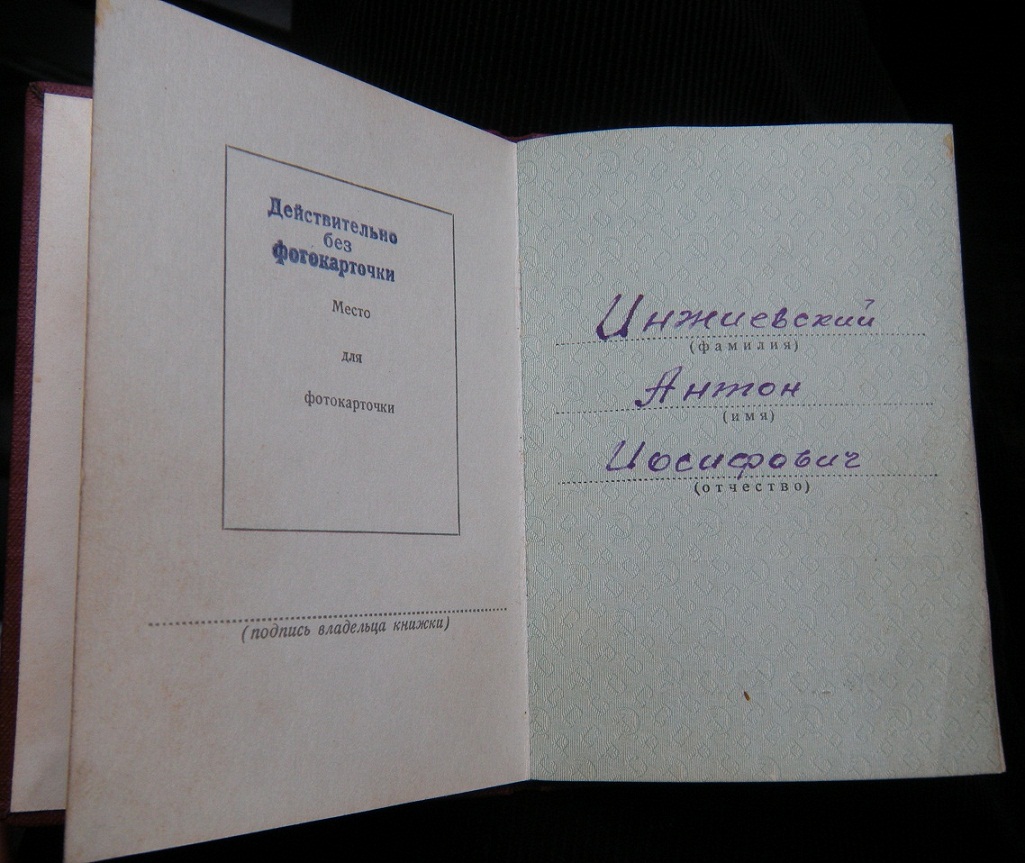 Действительно
без
фотокарточки
Место
для
фотокарточки
(подпись владельца книжки)
Инжиевский
(фамилия)
Антон
(имя)
Иосифович
(отчество)